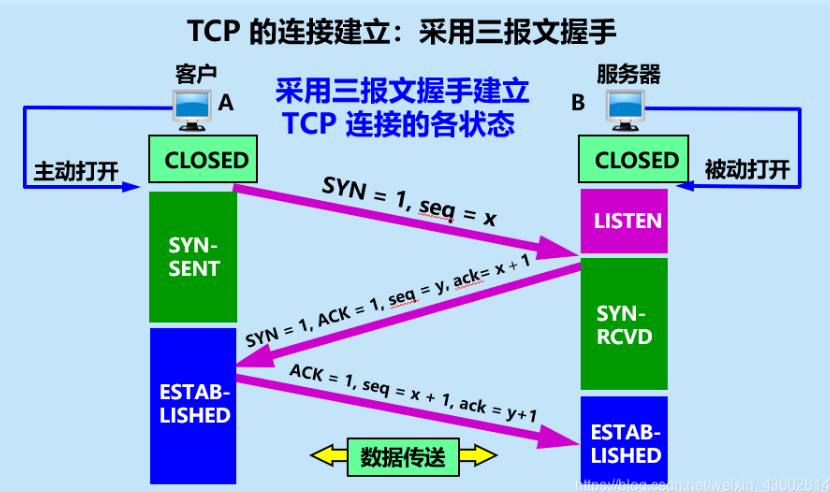 TCP 的连接建立：采用三报文握手
客户
服务器
A
采用三报文握手建立
TCP 连接的各状态
B
CLOSED
CLOSED
主动打开
被动打开
SYN = 1, seq = x
LISTEN
SYN-
SENT
SYN = 1, ACK = 1, seq = y, ack= x + 1
SYN-
RCVD
ACK = 1, seq = x + 1, ack = y+1
ESTAB-
LISHED
ESTAB-
LISHED
数据传送
https://blog.csdn.net/weixin_43602614